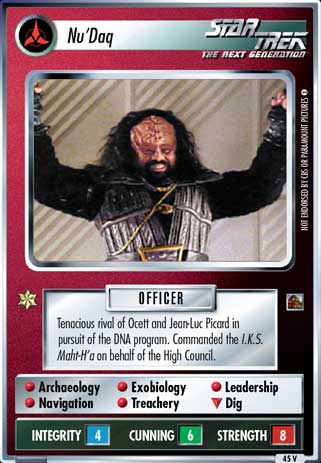 Nu'Daq
STAR TREK
THE NEXT GENERATION
NOT ENDORSED BY CBS OR PARAMOUNT PICTURES
OFFICER
Tenacious rival of Ocett and Jean-Luc Picard in
pursuit of the DNA program. Commanded the I.K.S.
Maht-H'a on behalf of the High Council.
Archaeology Exobiology Leadership
Navigation Treachery Dig
INTEGRITY 4 CUNNING 6 STRENGTH 8
45 V